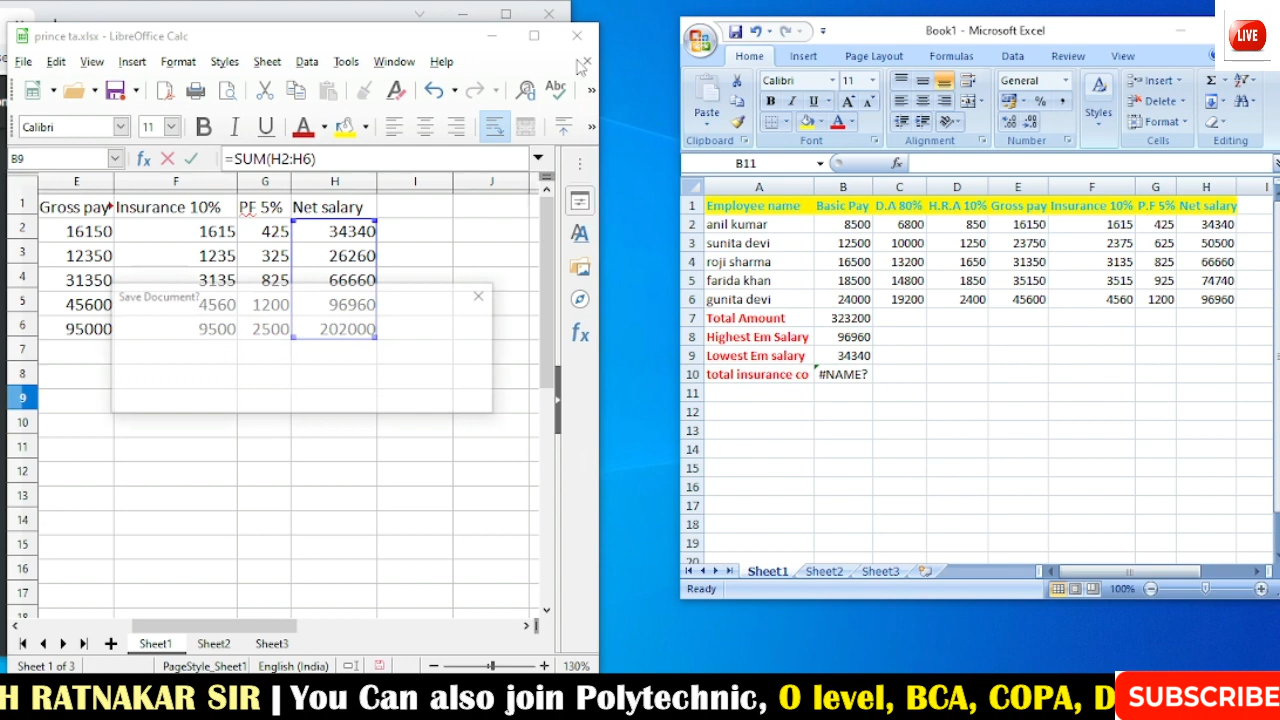 prince ta.xlsx - LibreOffice Calc
File Edit View Insert Format Styles Sheet Data Tools Window Help
Calibri 11 B I U A
B9 fx =SUM(H2:H6)
E F G H I J
1 Gross pay Insurance 10% PF 5% Net salary
2 16150 1615 425 34340
3 12350 1235 325 26260
4 31350 3135 825 66660
Save Document?
5 45600 4560 1200 96960
6 95000 9500 2500 202000
7
8
9
10
11
12
13
14
15
16
17
18
Sheet1 Sheet2 Sheet3
Sheet 1 of 3 PageStyle_Sheet1 English (India) 130%
Book1 - Microsoft Excel
Home Insert Page Layout Formulas Data Review View
Paste Calibri 11 General Styles Insert
B I U Delete
Format
Clipboard Font Alignment Number Cells Editing
B11 fx
A B C D E F G H I
1 Employee name Basic Pay D.A 80% H.R.A 10% Gross pay Insurance 10% P.F 5% Net salary
2 anil kumar 8500 6800 850 16150 1615 425 34340
3 sunita devi 12500 10000 1250 23750 2375 625 50500
4 roji sharma 16500 13200 1650 31350 3135 825 66660
5 farida khan 18500 14800 1850 35150 3515 925 74740
6 gunita devi 24000 19200 2400 45600 4560 1200 96960
7 Total Amount 323200
8 Highest Em Salary 96960
9 Lowest Em salary 34340
10 total insurance co #NAME?
11
12
13
14
15
16
17
18
19
20
Sheet1 Sheet2 Sheet3
Ready 100%
LIVE
H RATNAKAR SIR | You Can also join Polytechnic, O level, BCA, COPA, D
SUBSCRIBE